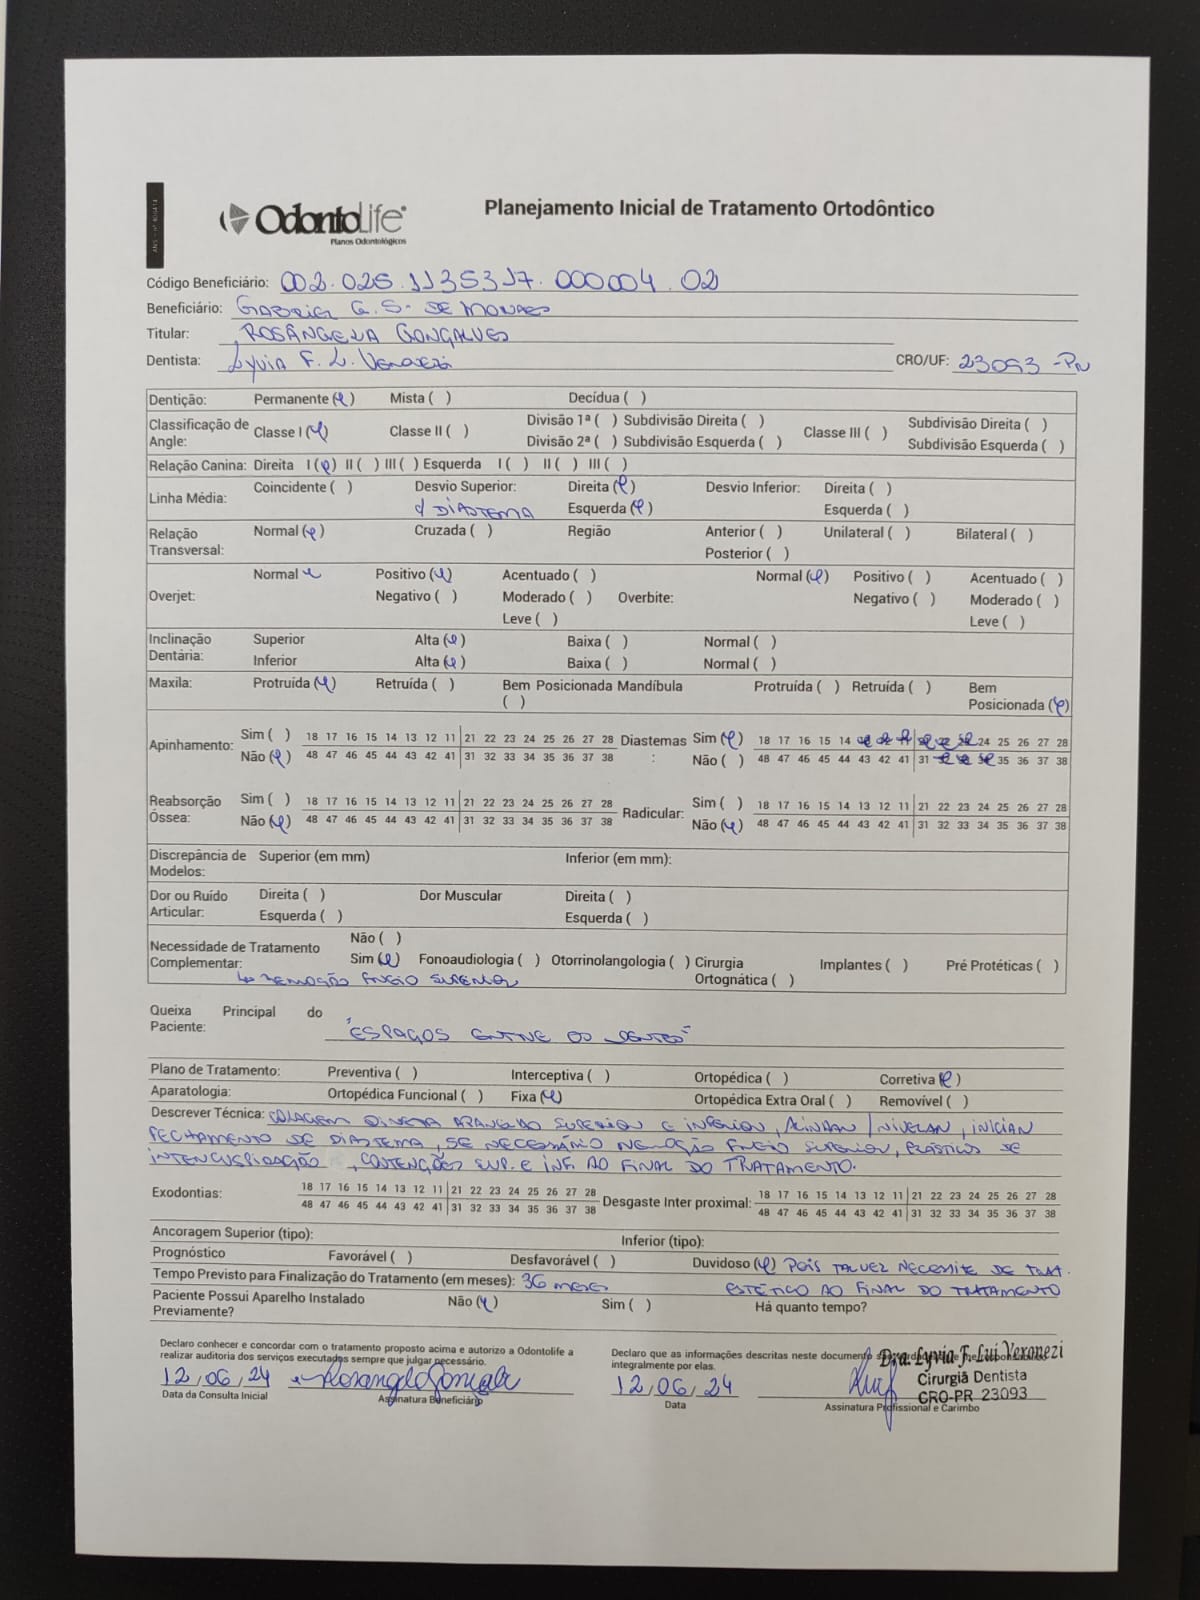 ANS - nº 406414
OdontoLife®
Planos Odontológicos
Planejamento Inicial de Tratamento Ortodôntico
Código Beneficiário: 002.025.1135317.000004.02
Beneficiário: Gabriel G. S. de Moraes
Titular: Rosângela Gonçalves
Dentista: Lyvia F. L. Veronezi CRO/UF: 23093-PR
Dentição: Permanente (x) Mista ( ) Decídua ( )
Classificação de Angle: Classe I (x) Classe II ( ) Divisão 1ª ( ) Subdivisão Direita ( ) Classe III ( ) Subdivisão Direita ( )
Divisão 2ª ( ) Subdivisão Esquerda ( ) Subdivisão Esquerda ( )
Relação Canina: Direita I (x) II ( ) III ( ) Esquerda I ( ) II ( ) III ( )
Linha Média: Coincidente ( ) Desvio Superior: Direita (x) Desvio Inferior: Direita ( )
c/ DIASTEMA Esquerda (x) Esquerda ( )
Relação Transversal: Normal (x) Cruzada ( ) Região Anterior ( ) Unilateral ( ) Bilateral ( )
Posterior ( )
Normal x Positivo (x) Acentuado ( ) Normal (x) Positivo ( ) Acentuado ( )
Overjet: Negativo ( ) Moderado ( ) Overbite: Negativo ( ) Moderado ( )
Leve ( ) Leve ( )
Inclinação Dentária: Superior Alta (x) Baixa ( ) Normal ( )
Inferior Alta (x) Baixa ( ) Normal ( )
Maxila: Protruída (x) Retruída ( ) Bem Posicionada ( ) Mandíbula Protruída ( ) Retruída ( ) Bem Posicionada (x)
Apinhamento: Sim ( ) 18 17 16 15 14 13 12 11 21 22 23 24 25 26 27 28 Diastemas: Sim (x) 18 17 16 15 14 13 12 11 21 22 23 24 25 26 27 28
Não (x) 48 47 46 45 44 43 42 41 31 32 33 34 35 36 37 38 Não ( ) 48 47 46 45 44 43 42 41 31 32 33 34 35 36 37 38
Reabsorção Óssea: Sim ( ) 18 17 16 15 14 13 12 11 21 22 23 24 25 26 27 28 Radicular: Sim ( ) 18 17 16 15 14 13 12 11 21 22 23 24 25 26 27 28
Não (x) 48 47 46 45 44 43 42 41 31 32 33 34 35 36 37 38 Não (x) 48 47 46 45 44 43 42 41 31 32 33 34 35 36 37 38
Discrepância de Modelos: Superior (em mm) Inferior (em mm):
Dor ou Ruído Articular: Direita ( ) Dor Muscular Direita ( )
Esquerda ( ) Esquerda ( )
Necessidade de Tratamento Complementar: Não ( )
Sim (x) Fonoaudiologia ( ) Otorrinolangologia ( ) Cirurgia Ortognática ( ) Implantes ( ) Pré Protéticas ( )
↳ REMOÇÃO FREIO SUPERIOR
Queixa Principal do Paciente: "ESPAÇOS ENTRE OS DENTES"
Plano de Tratamento: Preventiva ( ) Interceptiva ( ) Ortopédica ( ) Corretiva (x)
Aparatologia: Ortopédica Funcional ( ) Fixa (x) Ortopédica Extra Oral ( ) Removível ( )
Descrever Técnica: COLAGEM DIRETA APARELHO SUPERIOR E INFERIOR, ALINHAR / NIVELAR, INICIAR
FECHAMENTO DE DIASTEMA, SE NECESSÁRIO REMOÇÃO FREIO SUPERIOR, ELÁSTICOS DE
INTERCUSPIDAÇÃO, CONTENÇÕES SUP. E INF. AO FINAL DO TRATAMENTO.
Exodontias: 18 17 16 15 14 13 12 11 21 22 23 24 25 26 27 28 Desgaste Inter proximal: 18 17 16 15 14 13 12 11 21 22 23 24 25 26 27 28
48 47 46 45 44 43 42 41 31 32 33 34 35 36 37 38 48 47 46 45 44 43 42 41 31 32 33 34 35 36 37 38
Ancoragem Superior (tipo): Inferior (tipo):
Prognóstico Favorável ( ) Desfavorável ( ) Duvidoso (x) POIS TALVEZ NECESSITE DE TRAT.
Tempo Previsto para Finalização do Tratamento (em meses): 36 MESES ESTÉTICO AO FINAL DO TRATAMENTO
Paciente Possui Aparelho Instalado Previamente? Não (x) Sim ( ) Há quanto tempo?
Declaro conhecer e concordar com o tratamento proposto acima e autorizo a Odontolife a
realizar auditoria dos serviços executados sempre que julgar necessário.
Declaro que as informações descritas neste documento
integralmente por elas.
12/06/24 Rosangela Gonçalves 12/06/24
Dra. Lyvia F. Lui Veronezi
Cirurgiã Dentista
CRO-PR 23093
Data da Consulta Inicial Assinatura Beneficiário Data Assinatura Profissional e Carimbo